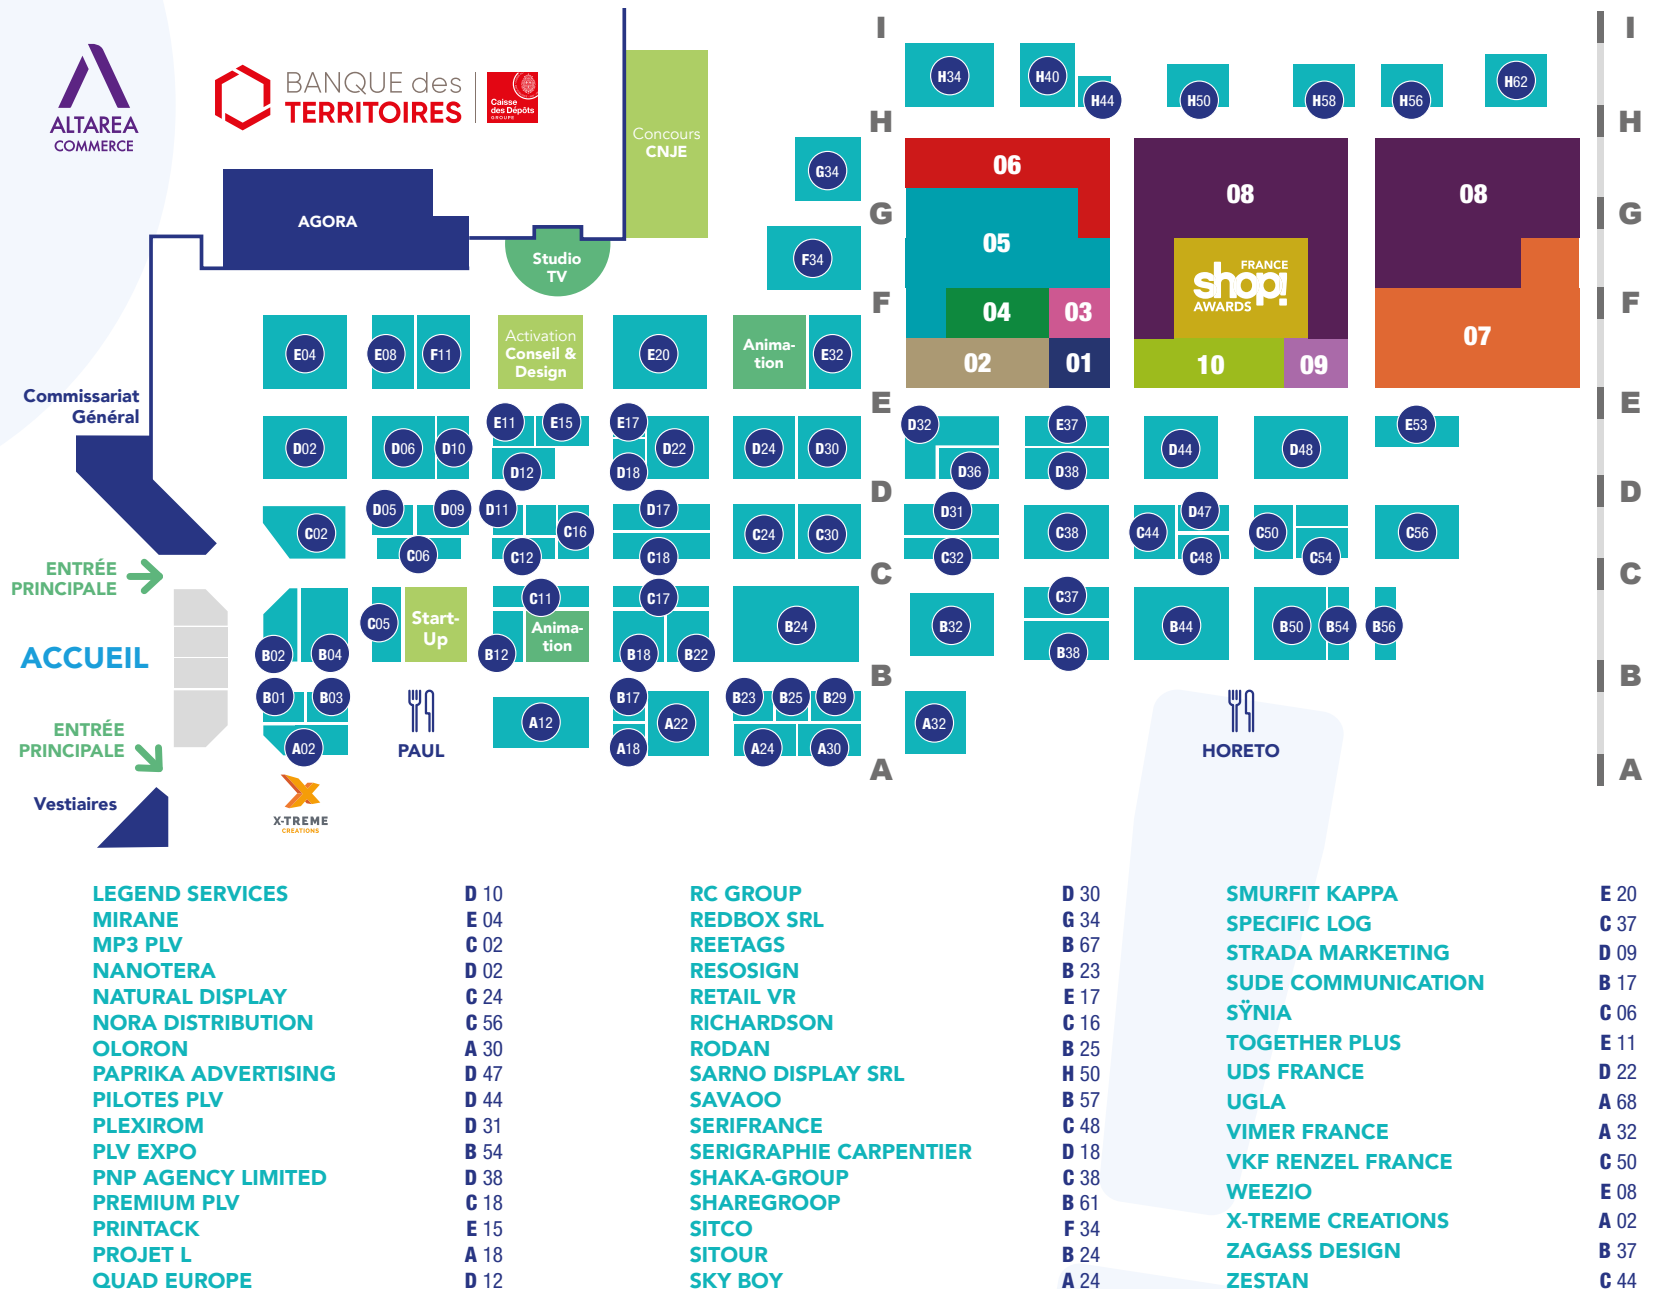 ALTAREA
COMMERCE
BANQUE des
TERRITOIRES
Caisse
des Dépôts
GROUPE
Concours
CNJE
AGORA
Studio
TV
I
H
G
F
E
D
C
B
A
I
H
G
F
E
D
C
B
A
H34
H40
H44
H50
H58
H56
H62
G34
F34
06
05
04
03
02
01
08
FRANCE
shop!
AWARDS
10
09
08
07
E04
E08
F11
Activation
Conseil &
Design
E20
Anima-
tion
E32
Commissariat
Général
D02
D06
D10
E11
E15
D12
E17
D18
D22
D24
D30
D32
D36
E37
D38
D44
D48
E53
C02
D05
D09
C06
D11
C16
C12
D17
C18
C24
C30
D31
C32
C38
C44
D47
C48
C50
C54
C56
ENTRÉE
PRINCIPALE
ACCUEIL
B02
B04
C05
Start-
Up
C11
B12
Anima-
tion
C17
B18
B22
B24
B32
C37
B38
B44
B50
B54
B56
ENTRÉE
PRINCIPALE
B01
B03
A02
PAUL
A12
B17
A18
A22
B23
B25
B29
A24
A30
A32
HORETO
Vestiaires
X-TREME
CREATIONS
LEGEND SERVICES D 10
MIRANE E 04
MP3 PLV C 02
NANOTERA D 02
NATURAL DISPLAY C 24
NORA DISTRIBUTION C 56
OLORON A 30
PAPRIKA ADVERTISING D 47
PILOTES PLV D 44
PLEXIROM D 31
PLV EXPO B 54
PNP AGENCY LIMITED D 38
PREMIUM PLV C 18
PRINTACK E 15
PROJET L A 18
QUAD EUROPE D 12
RC GROUP D 30
REDBOX SRL G 34
REETAGS B 67
RESOSIGN B 23
RETAIL VR E 17
RICHARDSON C 16
RODAN B 25
SARNO DISPLAY SRL H 50
SAVAOO B 57
SERIFRANCE C 48
SERIGRAPHIE CARPENTIER D 18
SHAKA-GROUP C 38
SHAREGROOP B 61
SITCO F 34
SITOUR B 24
SKY BOY A 24
SMURFIT KAPPA E 20
SPECIFIC LOG C 37
STRADA MARKETING D 09
SUDE COMMUNICATION B 17
SŸNIA C 06
TOGETHER PLUS E 11
UDS FRANCE D 22
UGLA A 68
VIMER FRANCE A 32
VKF RENZEL FRANCE C 50
WEEZIO E 08
X-TREME CREATIONS A 02
ZAGASS DESIGN B 37
ZESTAN C 44